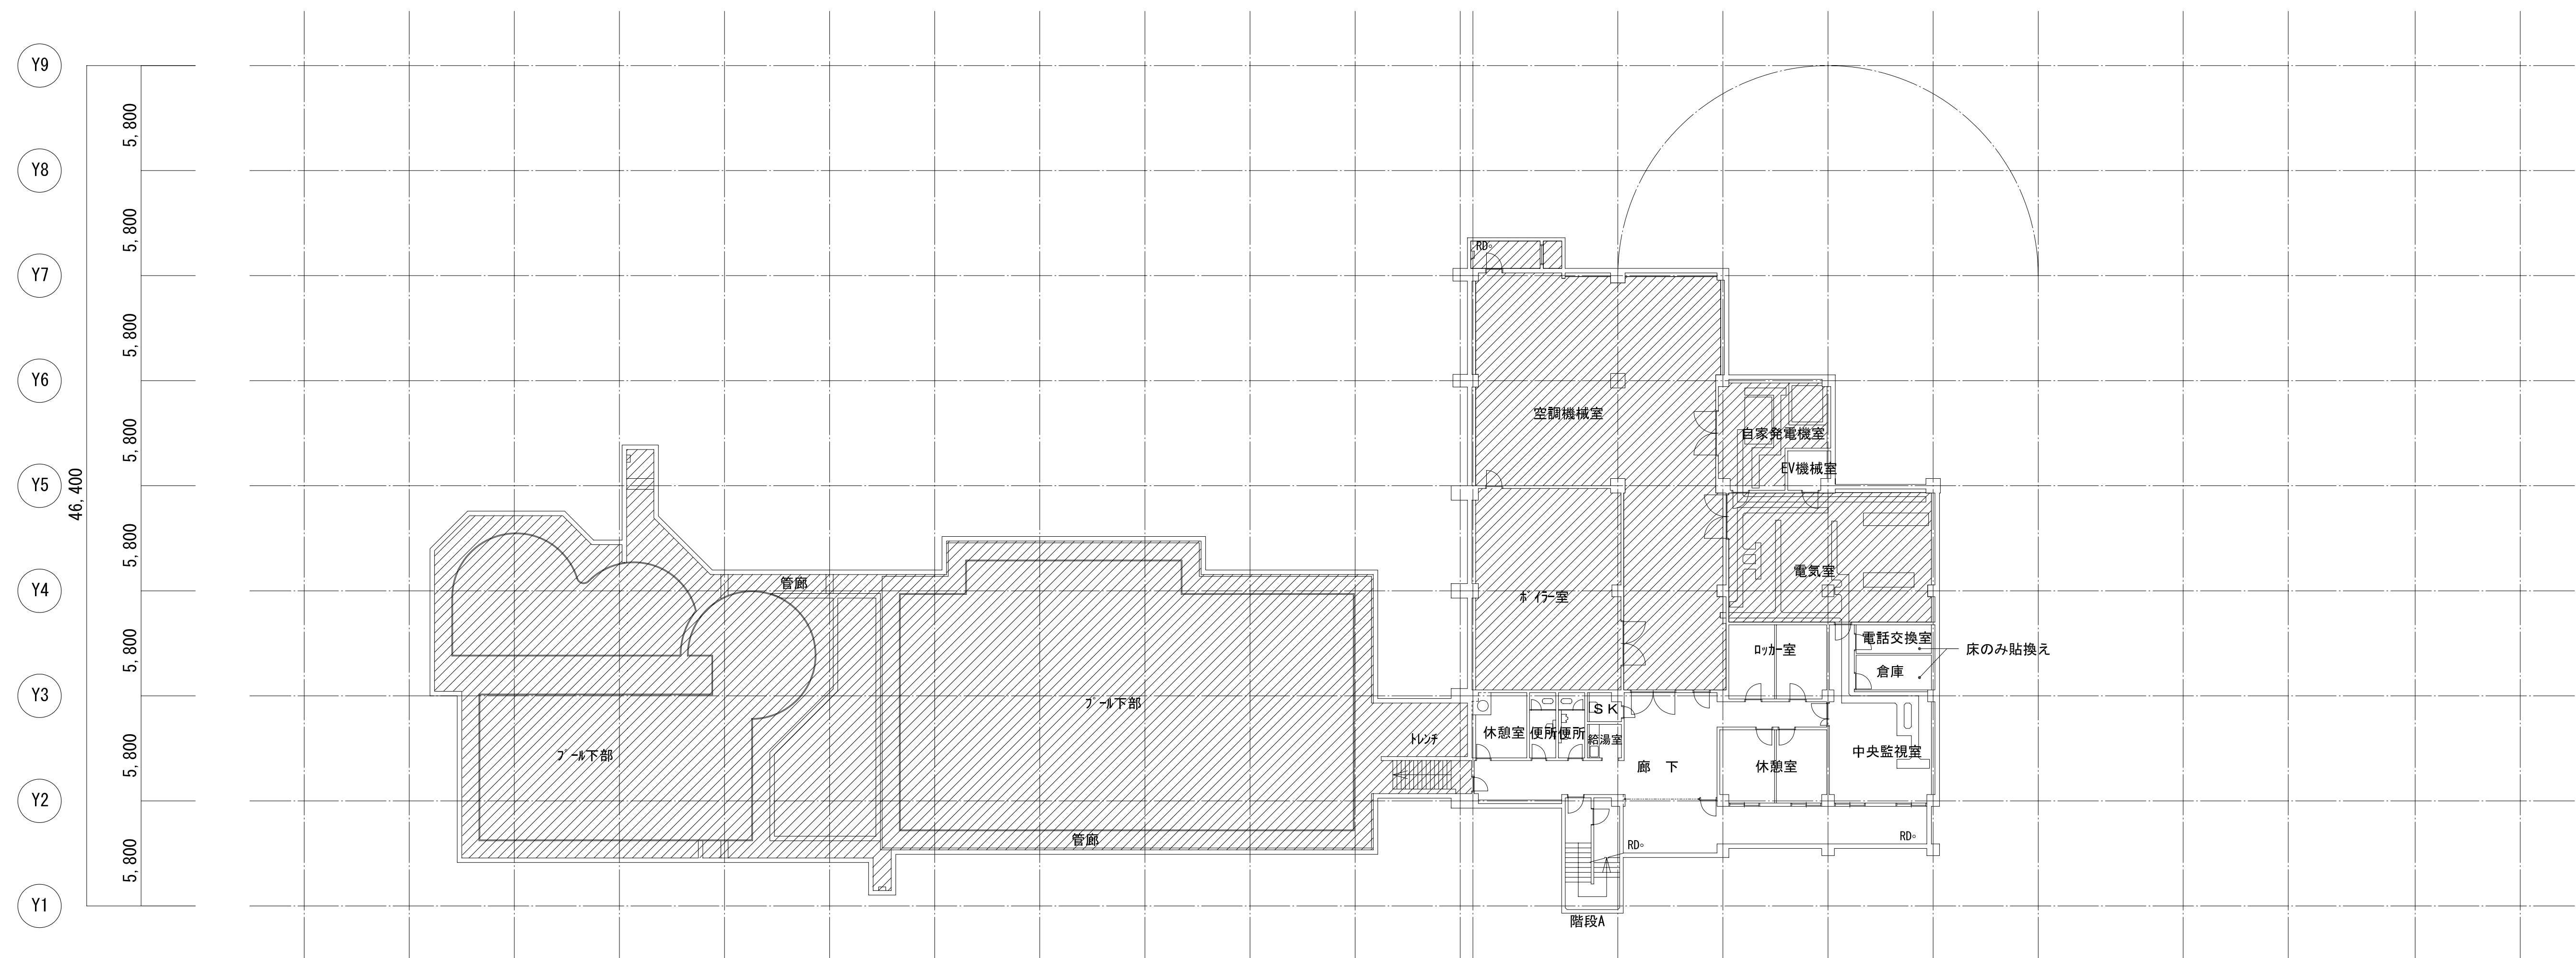 Y9
5,800
Y8
5,800
RD
Y7
5,800
Y6
空調機械室
5,800
自家発電機室
EV機械室
Y5
46,400
5,800
電気室
管廊
Y4
ﾎﾞｲﾗｰ室
5,800
電話交換室
ﾛｯｶｰ室
床のみ貼換え
倉庫
Y3
ﾌﾟｰﾙ下部
SK
休憩室
便所
便所
給湯室
ﾄﾚﾝﾁ
5,800
ﾌﾟｰﾙ下部
中央監視室
廊 下
休憩室
Y2
管廊
RD
RD
5,800
Y1
階段A